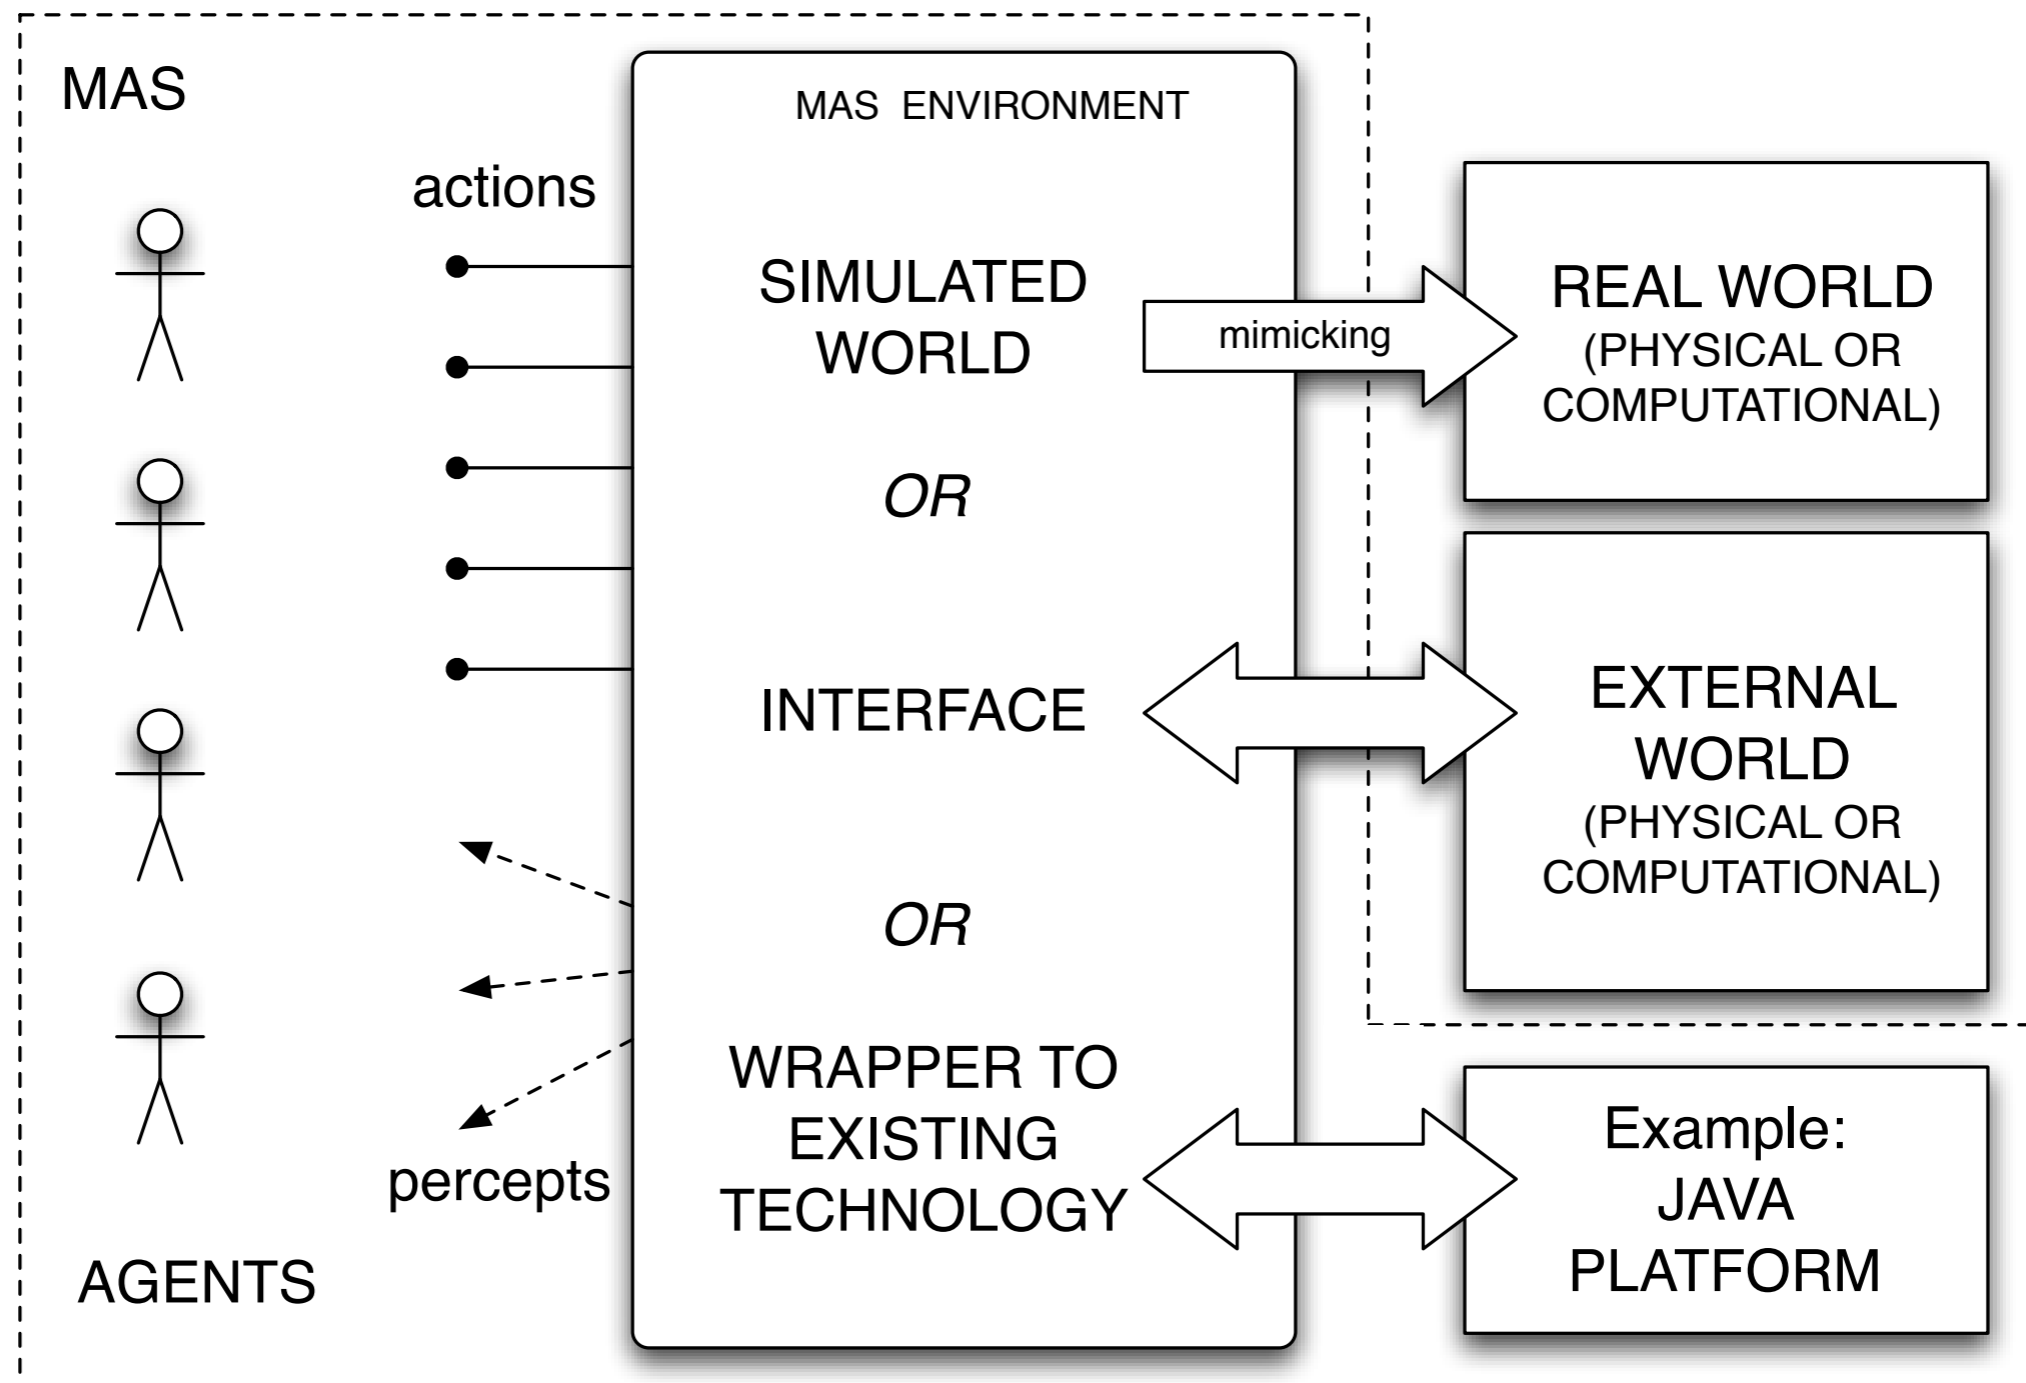 MAS
MAS ENVIRONMENT
actions
SIMULATED
WORLD
mimicking
REAL WORLD
(PHYSICAL OR
COMPUTATIONAL)
OR
INTERFACE
EXTERNAL
WORLD
(PHYSICAL OR
COMPUTATIONAL)
OR
WRAPPER TO
EXISTING
TECHNOLOGY
Example:
JAVA
PLATFORM
percepts
AGENTS